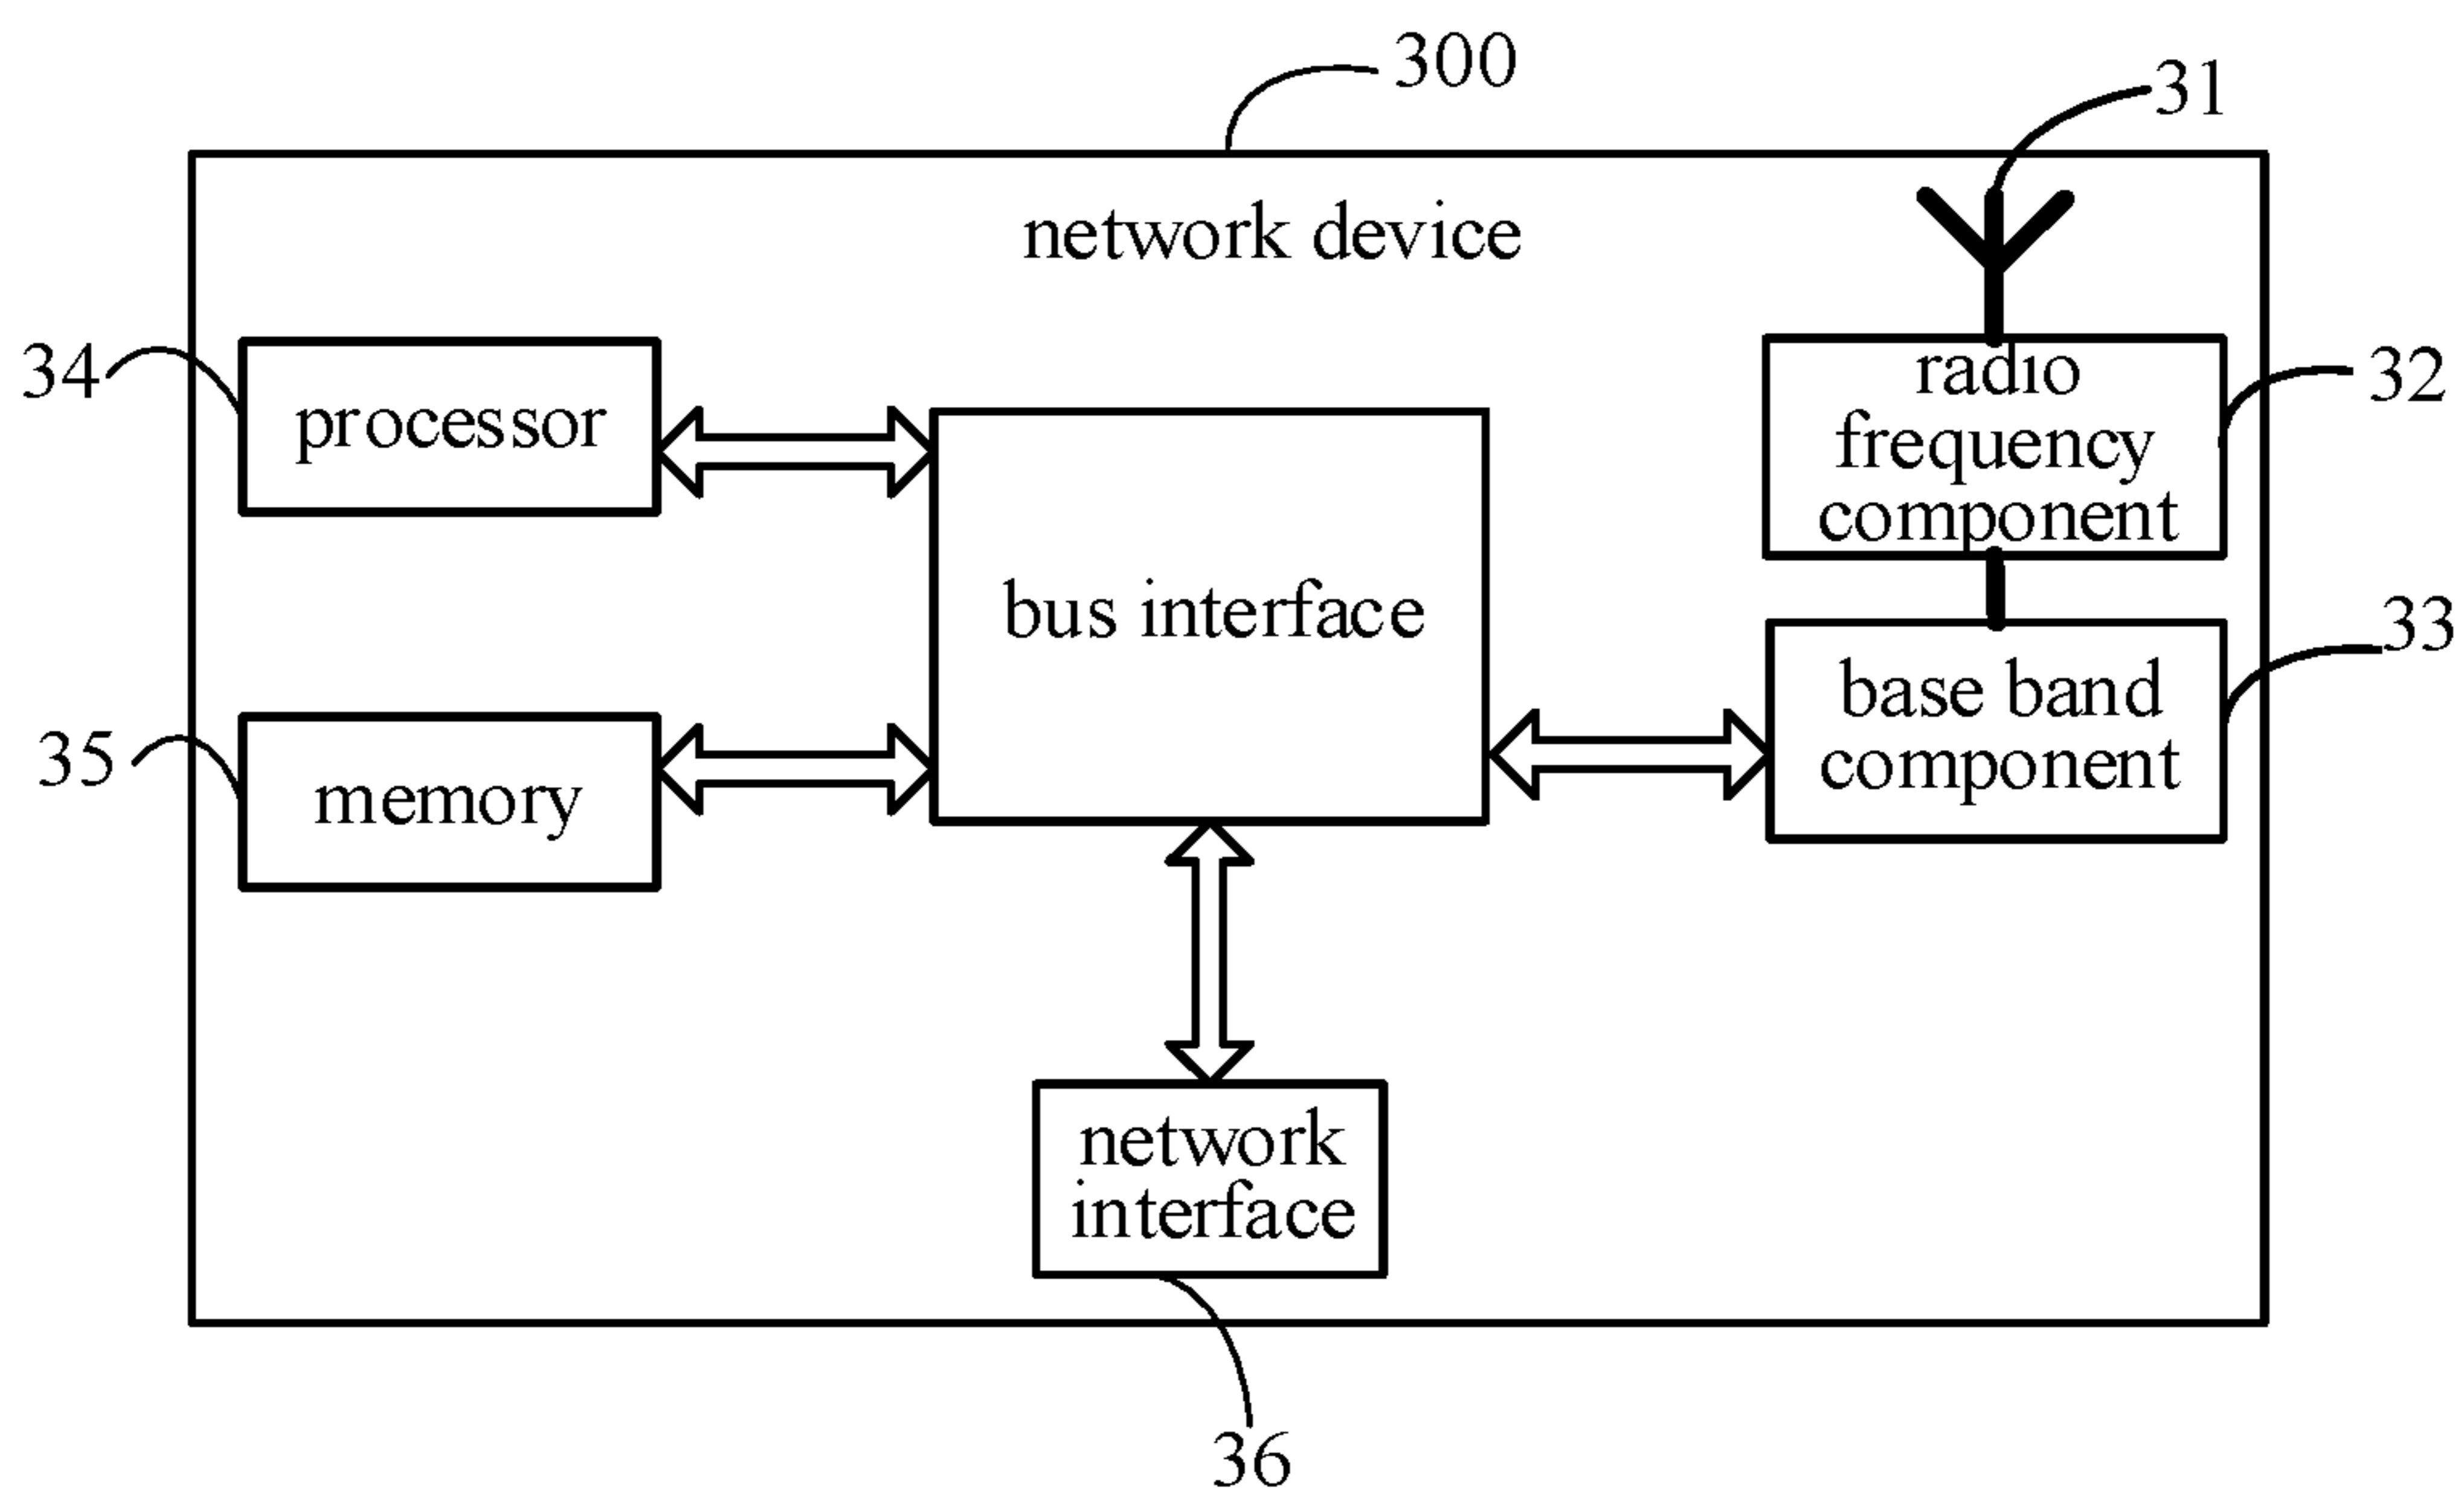 300
31
network device
34
processor
radio
frequency
component
32
bus interface
33
base band
component
35
memory
network
interface
36